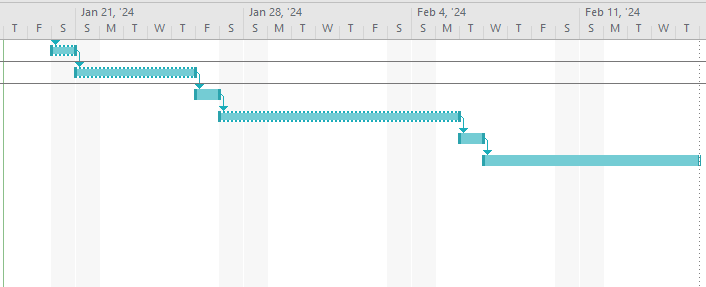 Jan 21, '24 Jan 28, '24 Feb 4, '24 Feb 11, '24
T F S S M T W T F S S M T W T F S S M T W T F S S M T W T